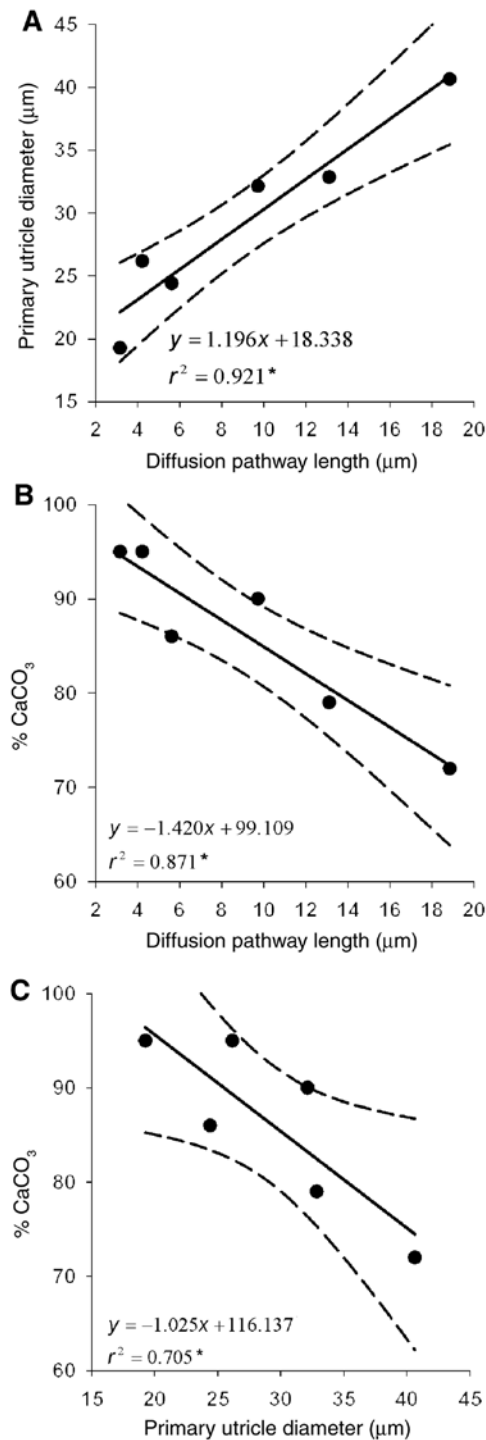 A
45
40
35
30
25
20
15
Primary utricle diameter (μm)
y = 1.196x + 18.338
r² = 0.921*
2 4 6 8 10 12 14 16 18 20
Diffusion pathway length (μm)
B
100
90
80
70
60
% CaCO₃
y = −1.420x + 99.109
r² = 0.871*
2 4 6 8 10 12 14 16 18 20
Diffusion pathway length (μm)
C
100
90
80
70
60
% CaCO₃
y = −1.025x + 116.137
r² = 0.705*
15 20 25 30 35 40 45
Primary utricle diameter (μm)